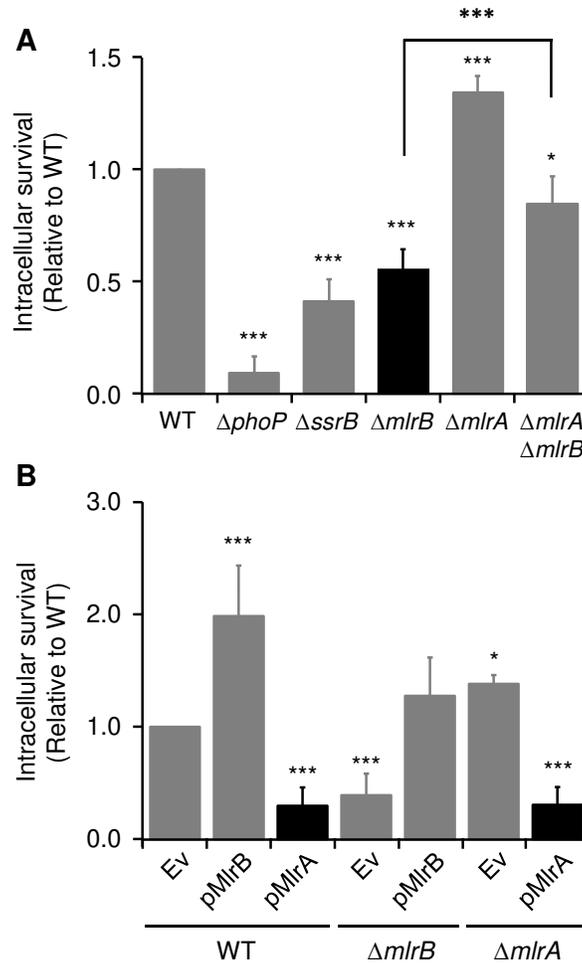 ***
A
1.5
1.0
0.5
0.0
Intracellular survival
(Relative to WT)
***
***
***
***
*
WT ΔphoP ΔssrB ΔmlrB ΔmlrA ΔmlrA
ΔmlrB
B
3.0
2.0
1.0
0.0
Intracellular survival
(Relative to WT)
***
***
***
*
***
Ev pMlrB pMlrA Ev pMlrB Ev pMlrA
WT ΔmlrB ΔmlrA